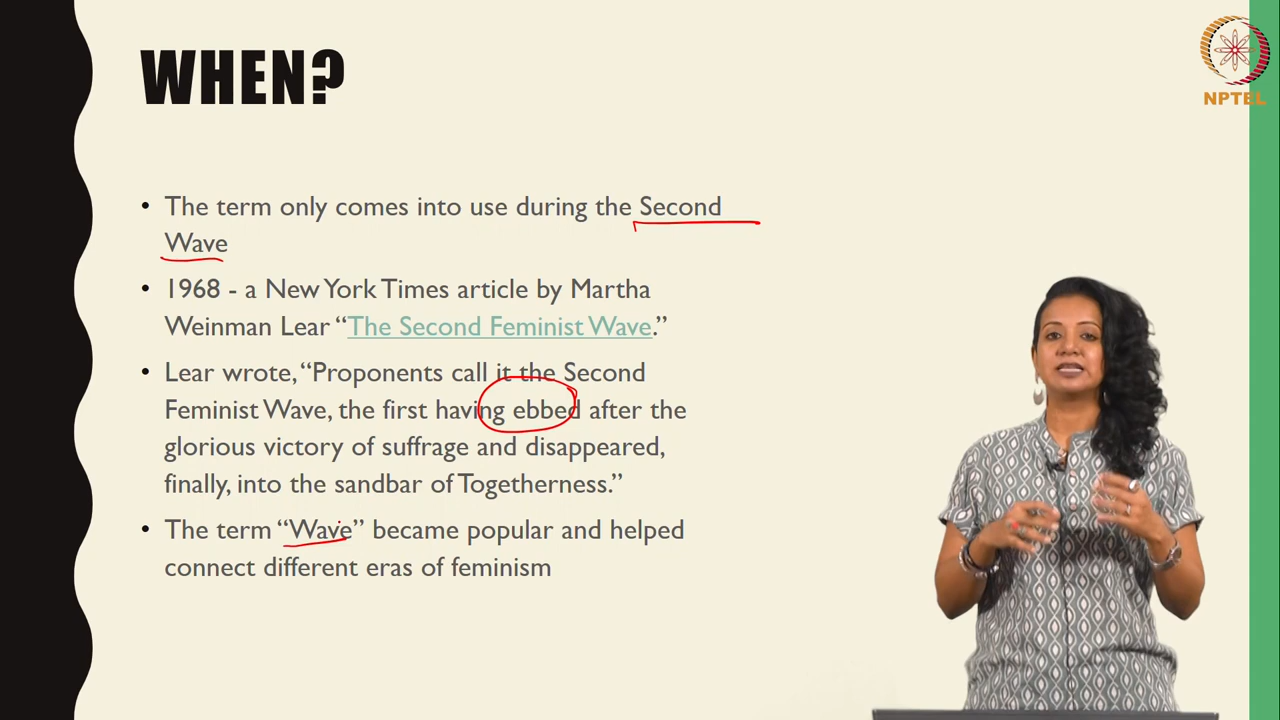 WHEN?
NPTEL
• The term only comes into use during the Second
Wave
• 1968 - a New York Times article by Martha
Weinman Lear “The Second Feminist Wave.”
• Lear wrote, “Proponents call it the Second
Feminist Wave, the first having ebbed after the
glorious victory of suffrage and disappeared,
finally, into the sandbar of Togetherness.”
• The term “Wave” became popular and helped
connect different eras of feminism